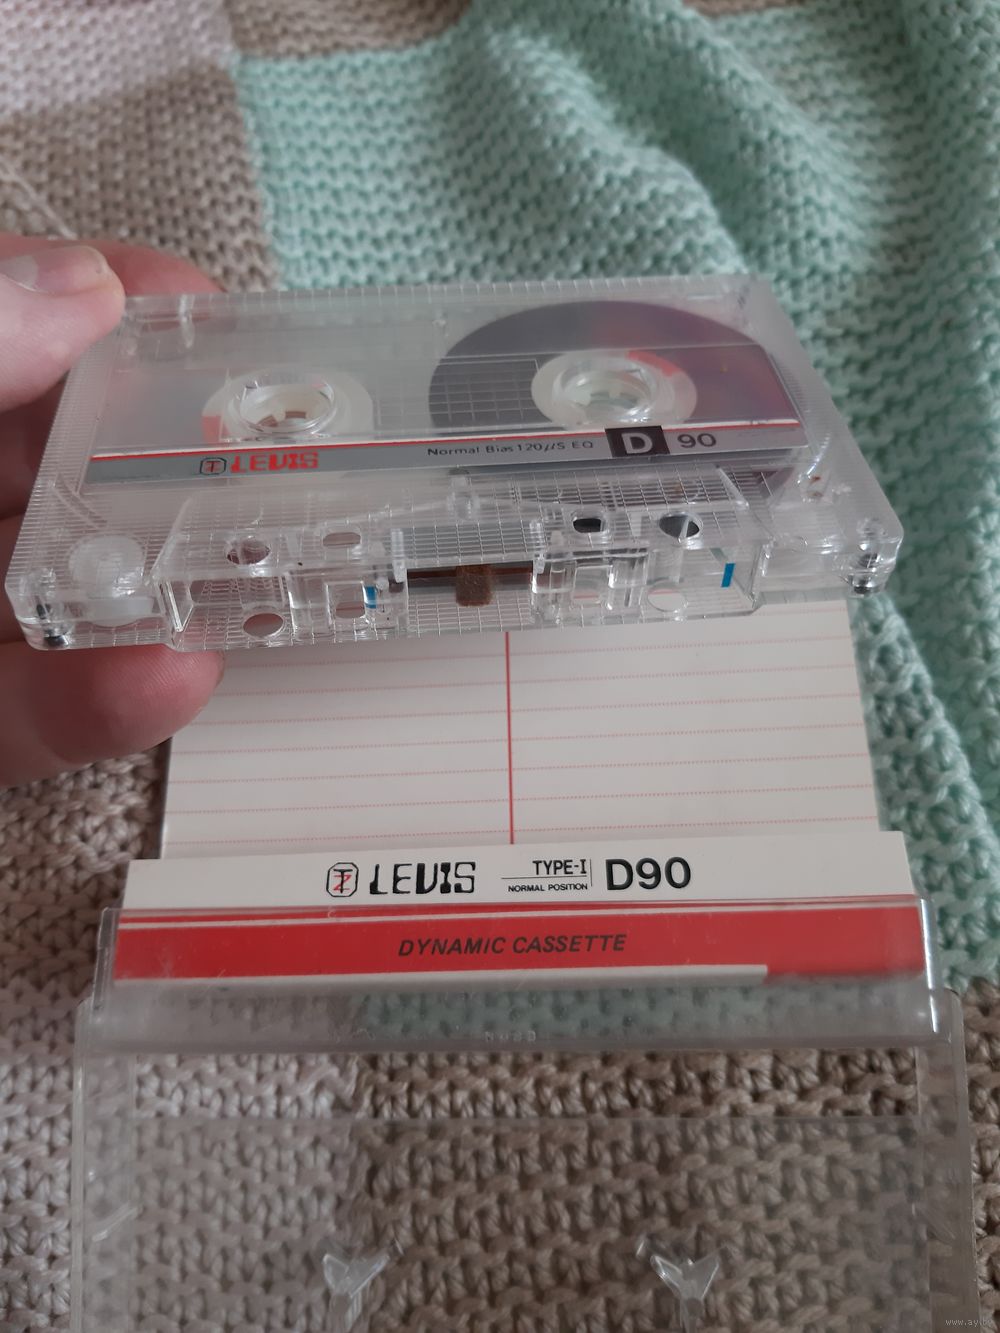 LEVIS Normal Bias 120µS EQ D 90
LEVIS TYPE-I D90
NORMAL POSITION
DYNAMIC CASSETTE